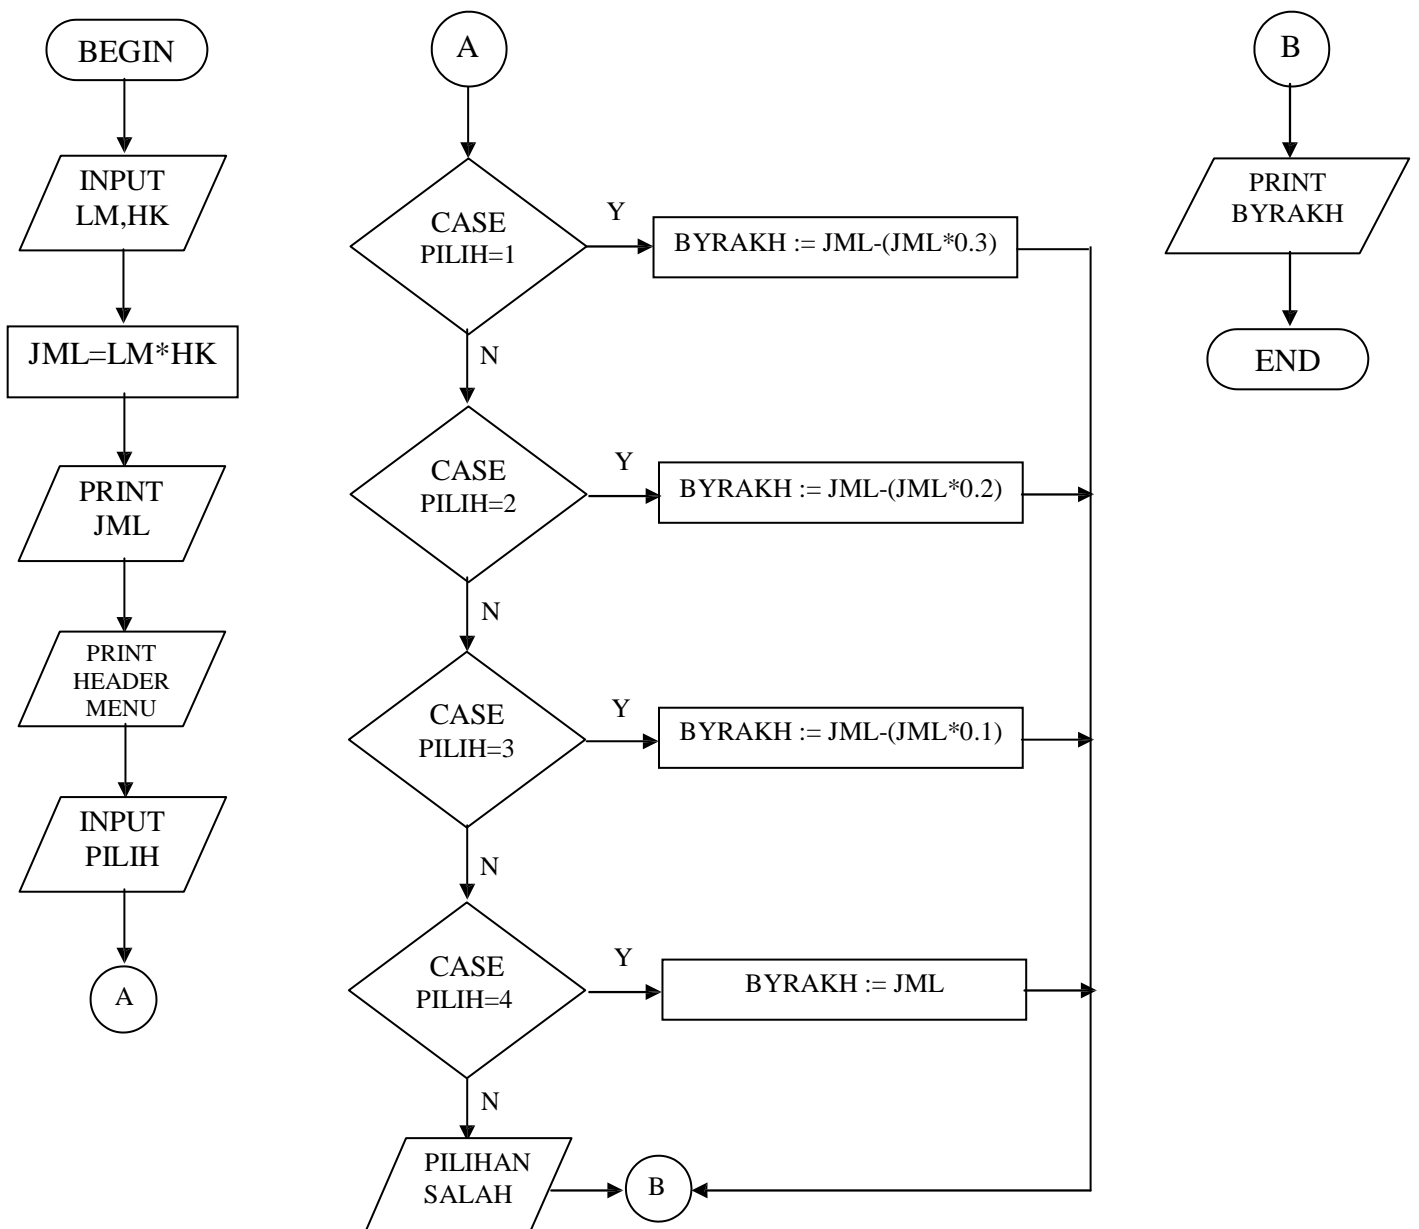 BEGIN
INPUT
LM,HK
JML=LM*HK
PRINT
JML
PRINT
HEADER
MENU
INPUT
PILIH
A
A
CASE
PILIH=1
Y
BYRAKH := JML-(JML*0.3)
N
CASE
PILIH=2
Y
BYRAKH := JML-(JML*0.2)
N
CASE
PILIH=3
Y
BYRAKH := JML-(JML*0.1)
N
CASE
PILIH=4
Y
BYRAKH := JML
N
PILIHAN
SALAH
B
B
PRINT
BYRAKH
END